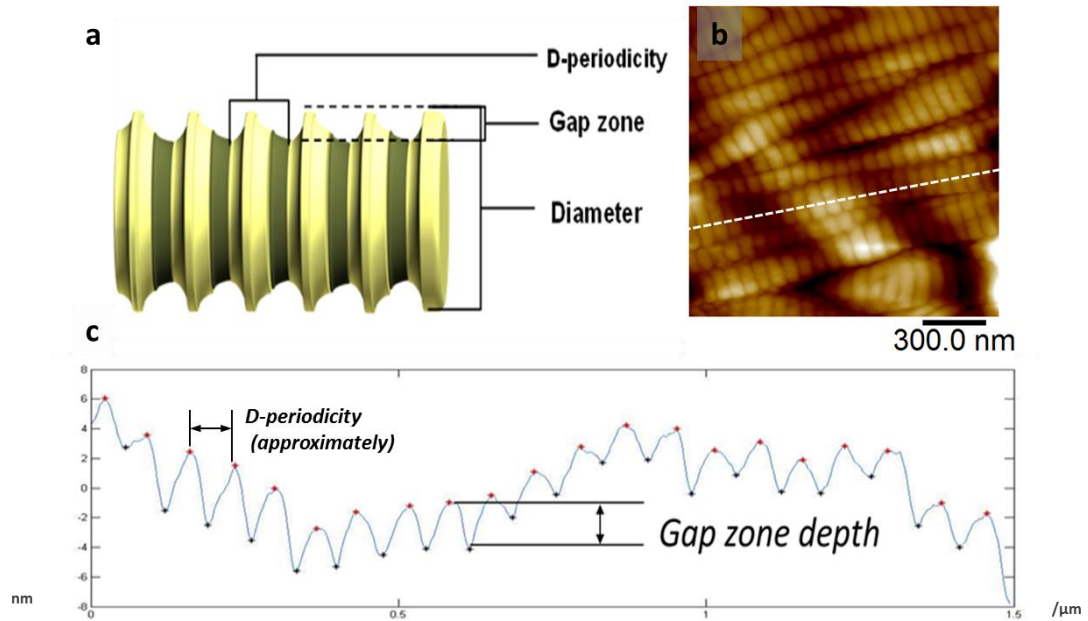 a
D-periodicity
Gap zone
Diameter
b
300.0 nm
c
8
6
4
2
0
-2
-4
-6
-8
D-periodicity
(approximately)
Gap zone depth
nm
0
0.5
1
1.5
/μm